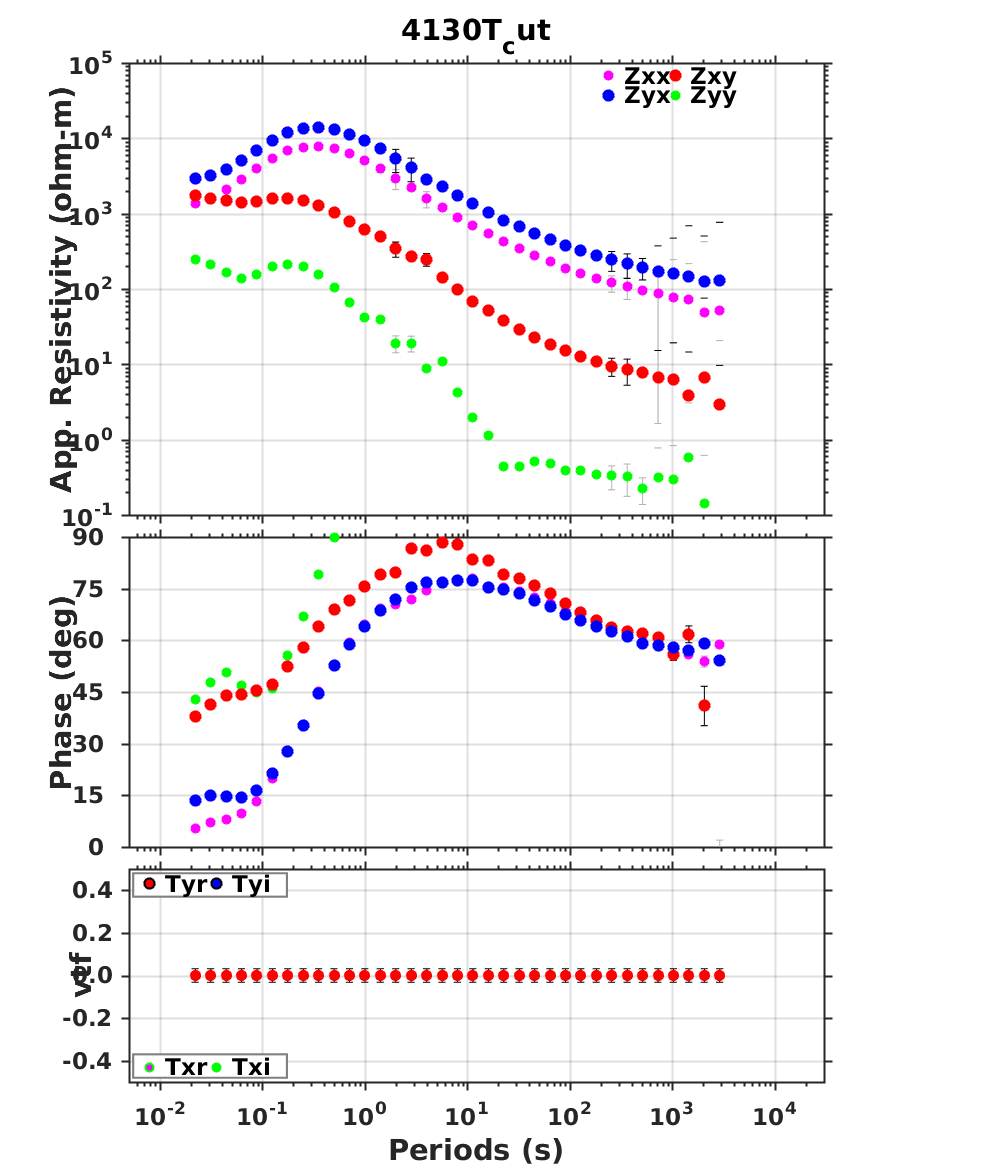 4130T_cut
Zxx Zxy
Zyx Zyy
App. Resistivity (ohm-m)
10^5
10^4
10^3
10^2
10^1
10^0
10^-1
Phase (deg)
90
75
60
45
30
15
0
Tyr Tyi
vtf
0.4
0.2
0.0
-0.2
-0.4
Txr Txi
10^-2 10^-1 10^0 10^1 10^2 10^3 10^4
Periods (s)